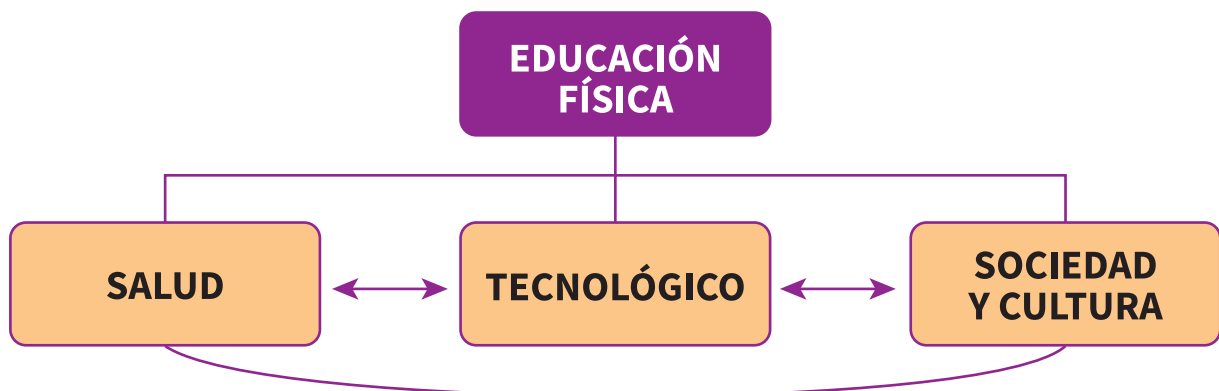 EDUCACIÓN
FÍSICA
SALUD
TECNOLÓGICO
SOCIEDAD
Y CULTURA